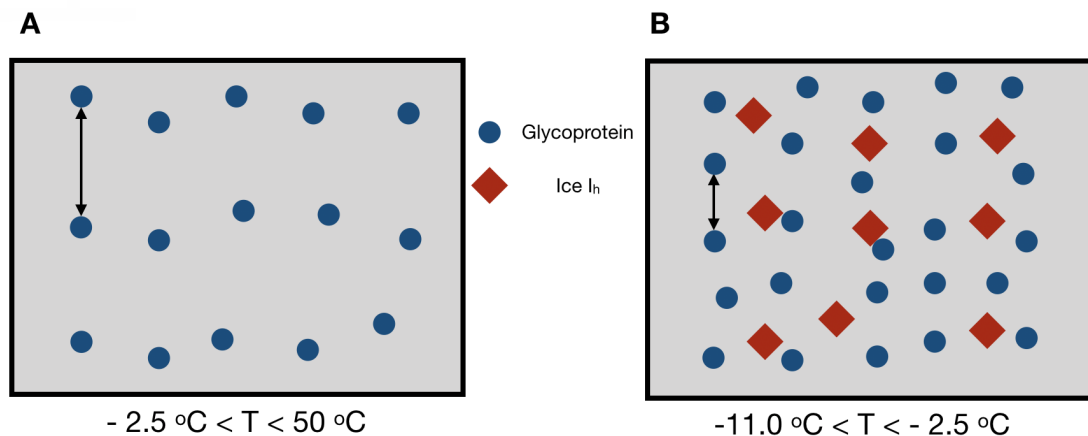 A
B
Glycoprotein
Ice Iₕ
- 2.5 ºC < T < 50 ºC
-11.0 ºC < T < - 2.5 ºC